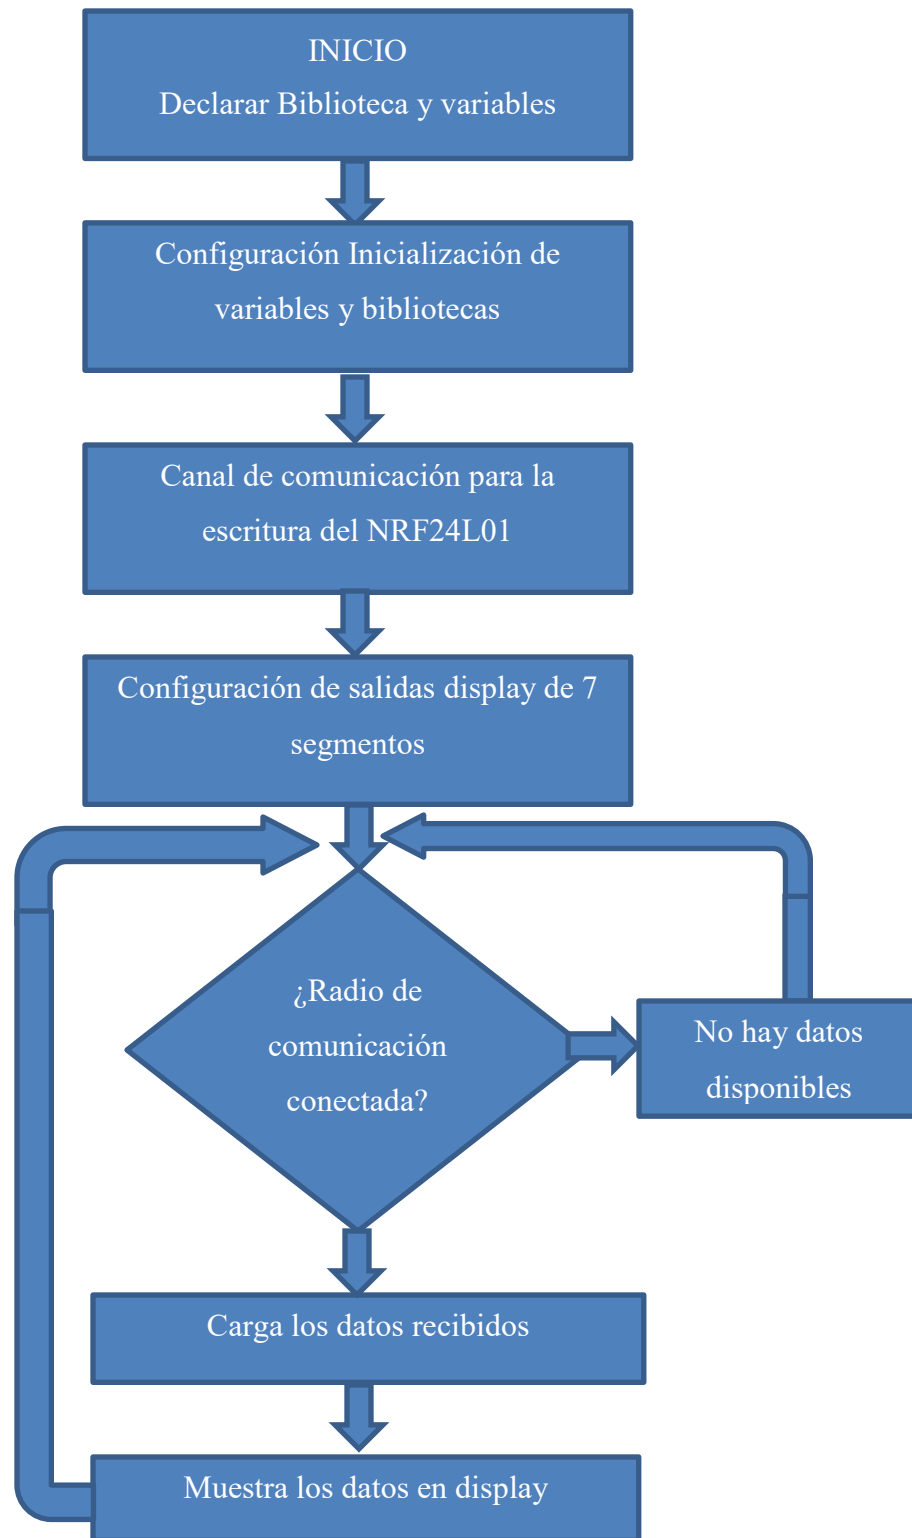 INICIO
Declarar Biblioteca y variables
Configuración Inicialización de
variables y bibliotecas
Canal de comunicación para la
escritura del NRF24L01
Configuración de salidas display de 7
segmentos
¿Radio de
comunicación
conectada?
No hay datos
disponibles
Carga los datos recibidos
Muestra los datos en display